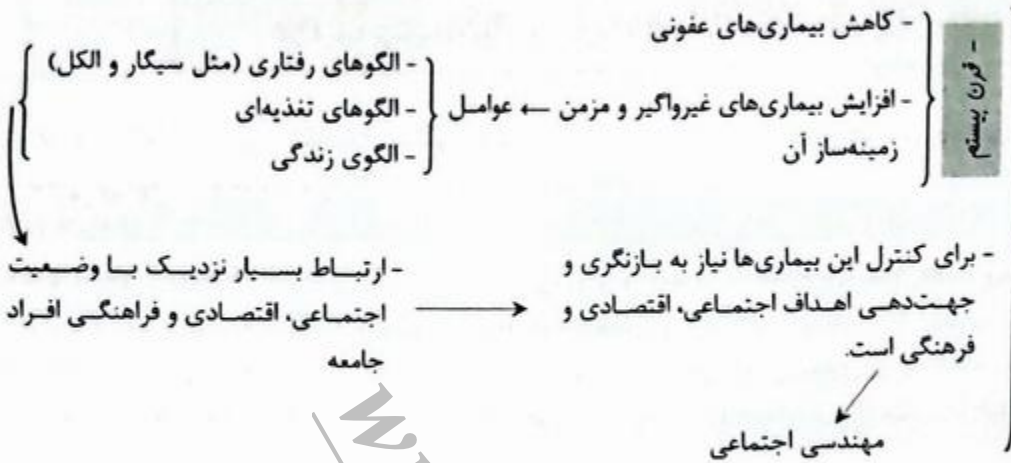 - قرن بیستم
- کاهش بیماری‌های عفونی
- افزایش بیماری‌های غیرواگیر و مزمن ← عوامل
زمینه‌ساز آن
- الگوهای رفتاری (مثل سیگار و الکل)
- الگوهای تغذیه‌ای
- الگوی زندگی
- ارتباط بسیار نزدیک با وضعیت
اجتماعی، اقتصادی و فراهنگی افراد
جامعه
- برای کنترل این بیماری‌ها نیاز به بازنگری و
جهت‌دهی اهداف اجتماعی، اقتصادی و
فرهنگی است.
مهندسی اجتماعی